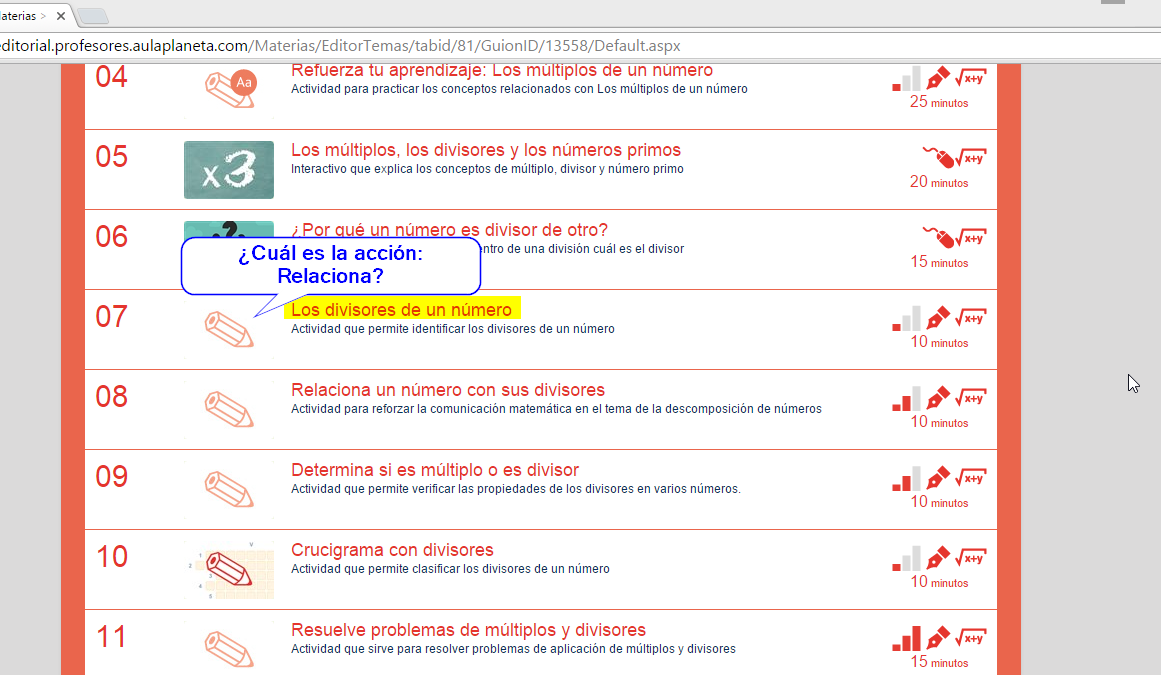 Materias >
editorial.profesores.aulaplaneta.com/Materias/EditorTemas/tabid/81/GuionID/13558/Default.aspx
04
Aa
Refuerza tu aprendizaje: Los múltiplos de un número
Actividad para practicar los conceptos relacionados con Los múltiplos de un número
√x+y
25 minutos
05
x3
Los múltiplos, los divisores y los números primos
Interactivo que explica los conceptos de múltiplo, divisor y número primo
√x+y
20 minutos
06
?
¿Por qué un número es divisor de otro?
entro de una división cuál es el divisor
√x+y
15 minutos
¿Cuál es la acción:
Relaciona?
07
Los divisores de un número
Actividad que permite identificar los divisores de un número
√x+y
10 minutos
08
Relaciona un número con sus divisores
Actividad para reforzar la comunicación matemática en el tema de la descomposición de números
√x+y
10 minutos
09
Determina si es múltiplo o es divisor
Actividad que permite verificar las propiedades de los divisores en varios números.
√x+y
10 minutos
10
Crucigrama con divisores
Actividad que permite clasificar los divisores de un número
√x+y
10 minutos
11
Resuelve problemas de múltiplos y divisores
Actividad que sirve para resolver problemas de aplicación de múltiplos y divisores
√x+y
15 minutos